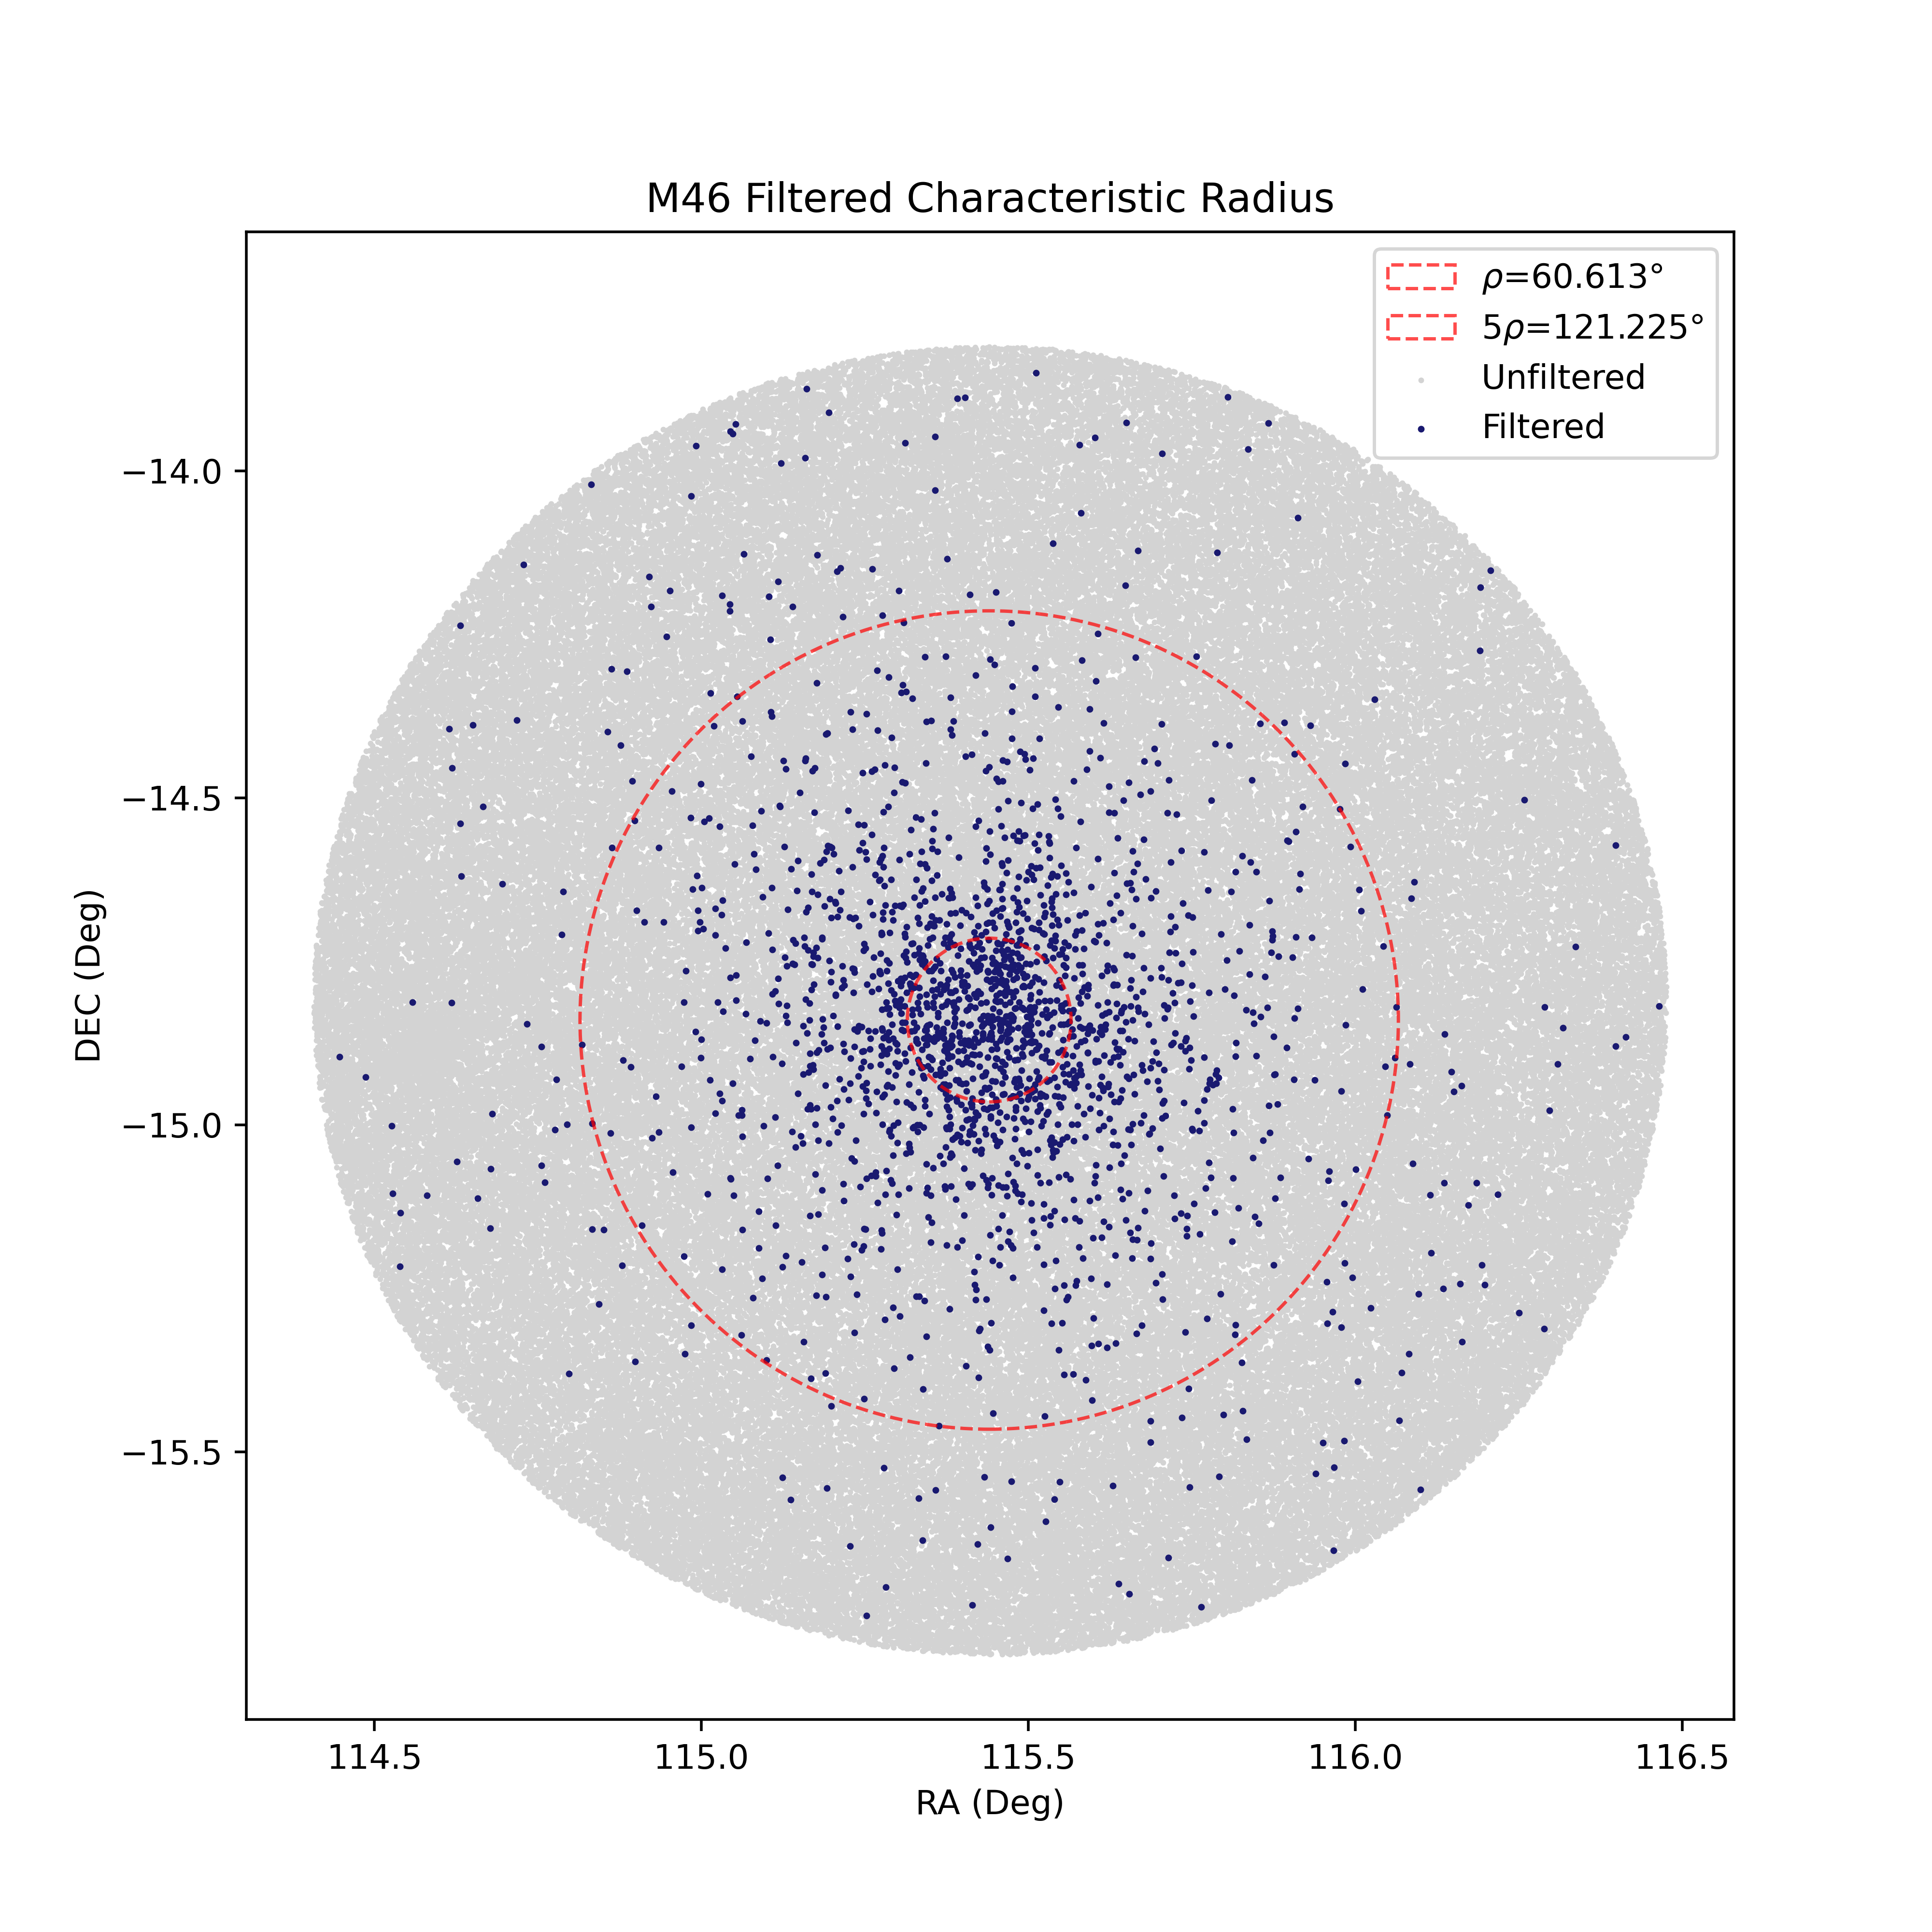 M46 Filtered Characteristic Radius
ρ=60.613°
5ρ=121.225°
Unfiltered
Filtered
−14.0
−14.5
−15.0
−15.5
DEC (Deg)
114.5 115.0 115.5 116.0 116.5
RA (Deg)